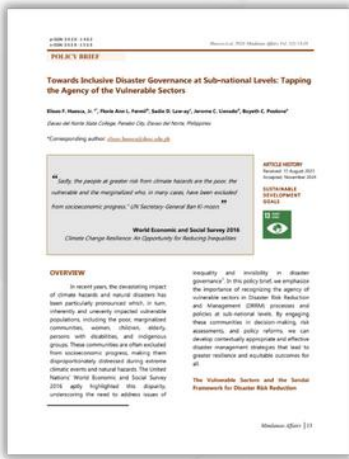 POLICY BRIEF
Towards Inclusive Disaster Governance at Sub-national Levels: Tapping
the Agency of the Vulnerable Sectors
Davao del Norte State College, Panabo City, Davao del Norte, Philippines
*Corresponding author:
ARTICLE HISTORY
Received: 17 August 2023
Accepted: November 2024
SUSTAINABLE
DEVELOPMENT
GOALS
"Sadly, the people at greater risk from climate hazards are the poor, the
vulnerable and the marginalized who, in many cases, have been excluded
from socioeconomic progress," UN Secretary-General Ban Ki-moon. "
World Economic and Social Survey 2016
Climate Change Resilience: An Opportunity for Reducing Inequalities
OVERVIEW
In recent years, the devastating impact
of climate hazards and natural disasters has
been particularly pronounced which, in turn,
inherently and unevenly impacted vulnerable
populations, including the poor, marginalized
communities, women, children, elderly,
persons with disabilities, and indigenous
groups. These communities are often excluded
from socioeconomic progress, making them
disproportionately distressed during extreme
climatic events and natural hazards. The United
Nations' World Economic and Social Survey
2016 aptly highlighted this disparity,
underscoring the need to address issues of
inequality and invisibility in disaster
governance. In this policy brief, we emphasize
the importance of recognizing the agency of
vulnerable sectors in Disaster Risk Reduction
and Management (DRRM) processes and
policies at sub-national levels. By engaging
these communities in decision-making, risk
assessments, and policy reforms, we can
develop contextually appropriate and effective
disaster management strategies that lead to
greater resilience and equitable outcomes for
all.
The Vulnerable Sectors and the Sendai
Framework for Disaster Risk Reduction
Mindanao Affairs | 15